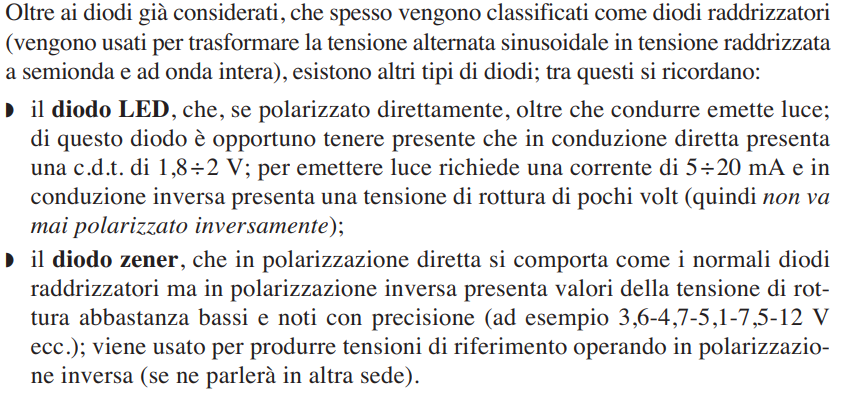 Oltre ai diodi già considerati, che spesso vengono classificati come diodi raddrizzatori
(vengono usati per trasformare la tensione alternata sinusoidale in tensione raddrizzata
a semionda e ad onda intera), esistono altri tipi di diodi; tra questi si ricordano:
◗ il diodo LED, che, se polarizzato direttamente, oltre che condurre emette luce;
di questo diodo è opportuno tenere presente che in conduzione diretta presenta
una c.d.t. di 1,8÷2 V; per emettere luce richiede una corrente di 5÷20 mA e in
conduzione inversa presenta una tensione di rottura di pochi volt (quindi non va
mai polarizzato inversamente);
◗ il diodo zener, che in polarizzazione diretta si comporta come i normali diodi
raddrizzatori ma in polarizzazione inversa presenta valori della tensione di rot-
tura abbastanza bassi e noti con precisione (ad esempio 3,6-4,7-5,1-7,5-12 V
ecc.); viene usato per produrre tensioni di riferimento operando in polarizzazio-
ne inversa (se ne parlerà in altra sede).